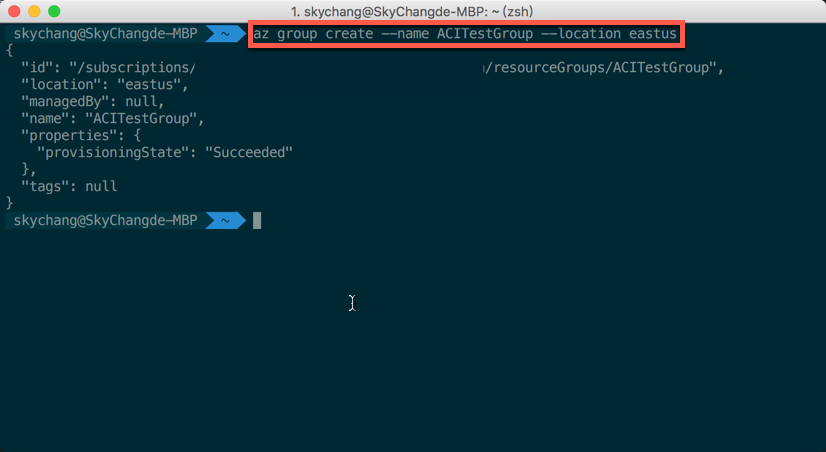 1. skychang@SkyChangde-MBP: ~ (zsh)
skychang@SkyChangde-MBP ~ az group create --name ACITestGroup --location eastus
{
"id": "/subscriptions/ /resourceGroups/ACITestGroup",
"location": "eastus",
"managedBy": null,
"name": "ACITestGroup",
"properties": {
"provisioningState": "Succeeded"
},
"tags": null
}
skychang@SkyChangde-MBP ~